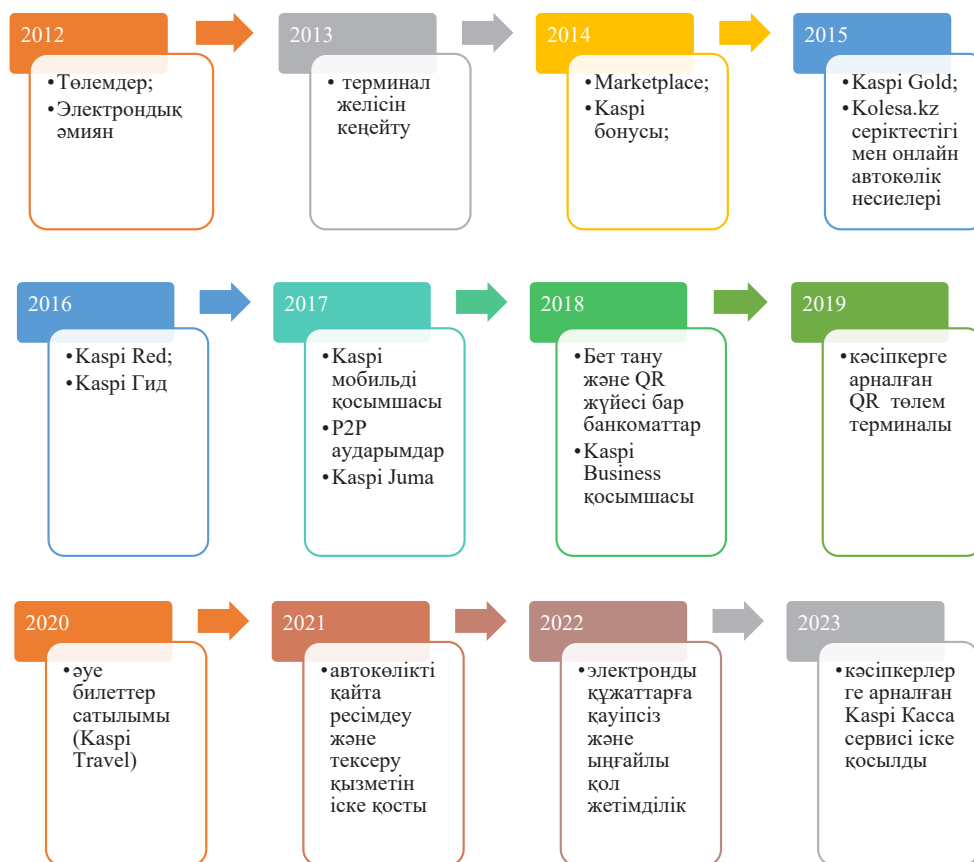 2012
• Төлемдер;
• Электрондық
әмиян
2013
• терминал
желісін
кеңейту
2014
• Marketplace;
• Kaspi
бонусы;
2015
• Kaspi Gold;
• Kolesa.kz
серіктестігі
мен онлайн
автокөлік
несиелері
2016
• Kaspi Red;
• Kaspi Гид
2017
• Kaspi
мобильді
қосымшасы
• P2P
аударымдар
• Kaspi Juma
2018
• Бет тану
және QR
жүйесі бар
банкоматтар
• Kaspi
Business
қосымшасы
2019
• кәсіпкерге
арналған
QR төлем
терминалы
2020
• әуе
билеттер
сатылымы
(Kaspi
Travel)
2021
• автокөлікті
қайта
ресімдеу
және
тексеру
қызметін
іске қосты
2022
• электронды
құжаттарға
қауіпсіз
және
ыңғайлы
қол
жетімділік
2023
• кәсіпкерлер
ге арналған
Kaspi Касса
сервисі іске
қосылды